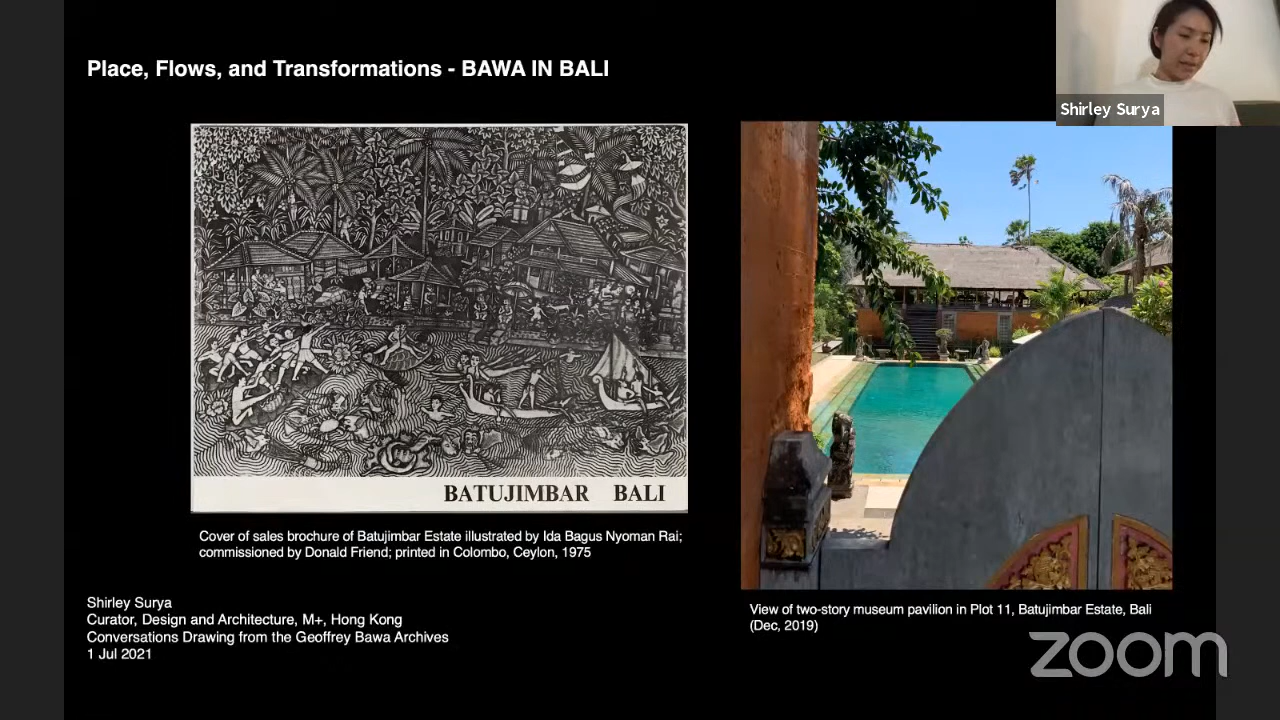 Place, Flows, and Transformations - BAWA IN BALI
Shirley Surya
BATUJIMBAR BALI
Cover of sales brochure of Batujimbar Estate illustrated by Ida Bagus Nyoman Rai;
commissioned by Donald Friend; printed in Colombo, Ceylon, 1975
View of two-story museum pavilion in Plot 11, Batujimbar Estate, Bali
(Dec, 2019)
Shirley Surya
Curator, Design and Architecture, M+, Hong Kong
Conversations Drawing from the Geoffrey Bawa Archives
1 Jul 2021
zoom